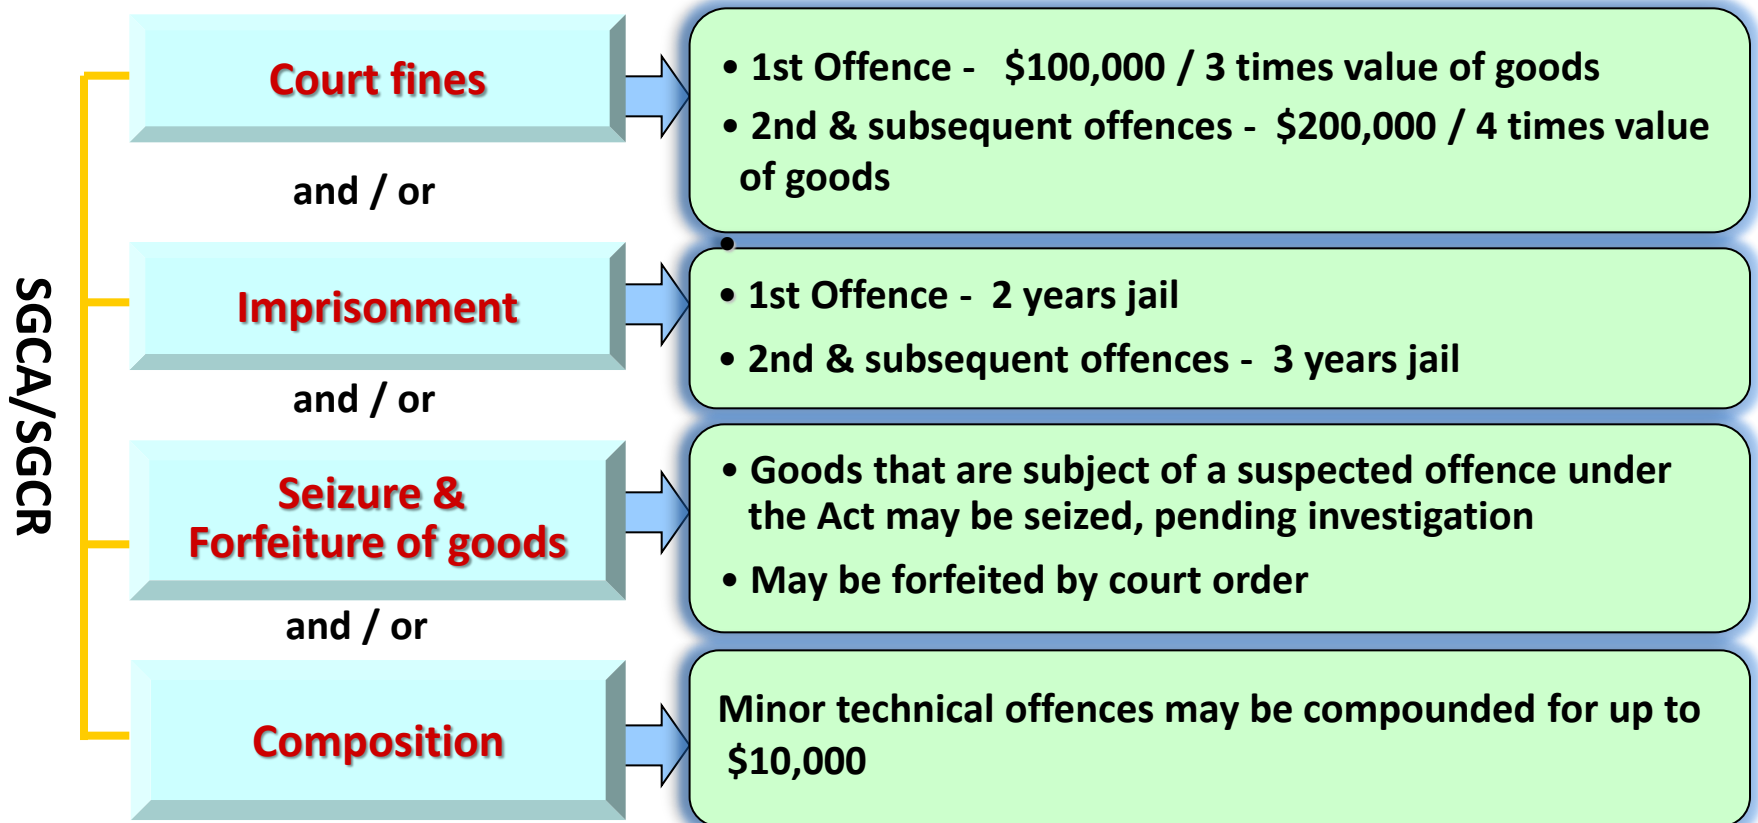 SGCA/SGCR
Court fines
• 1st Offence - $100,000 / 3 times value of goods
• 2nd & subsequent offences - $200,000 / 4 times value
of goods
and / or
•
Imprisonment
• 1st Offence - 2 years jail
• 2nd & subsequent offences - 3 years jail
and / or
Seizure &
Forfeiture of goods
• Goods that are subject of a suspected offence under
the Act may be seized, pending investigation
• May be forfeited by court order
and / or
Composition
Minor technical offences may be compounded for up to
$10,000